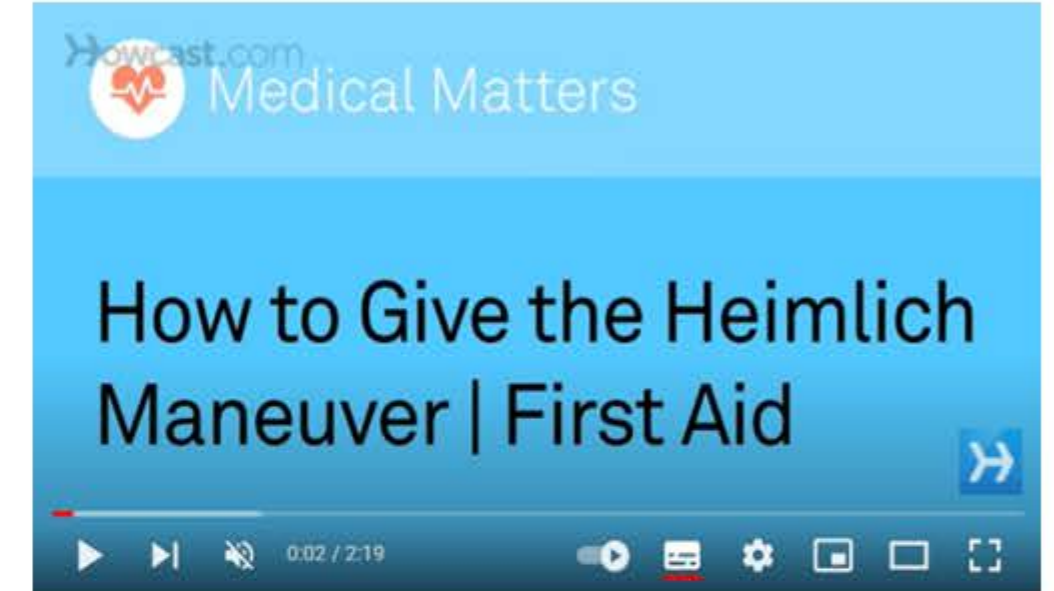 Howcast.com
Medical Matters
How to Give the Heimlich
Maneuver | First Aid
0:02 / 2:19